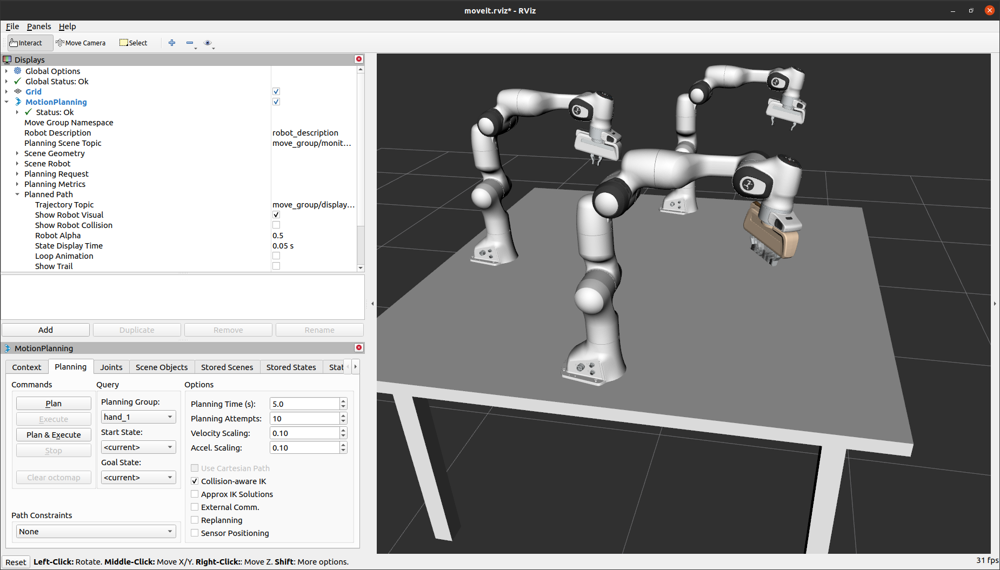 moveit.rviz* - RViz
File Panels Help
Interact Move Camera Select
Displays
Global Options
Global Status: Ok
Grid
MotionPlanning
Status: Ok
Move Group Namespace
Robot Description robot_description
Planning Scene Topic move_group/monit...
Scene Geometry
Scene Robot
Planning Request
Planning Metrics
Planned Path
Trajectory Topic move_group/display...
Show Robot Visual
Show Robot Collision
Robot Alpha 0.5
State Display Time 0.05 s
Loop Animation
Show Trail
Add Duplicate Remove Rename
MotionPlanning
Context Planning Joints Scene Objects Stored Scenes Stored States Stat
Commands Query Options
Plan
Execute
Plan & Execute
Stop
Clear octomap
Planning Group:
hand_1
Start State:
<current>
Goal State:
<current>
Path Constraints
None
Planning Time (s): 5.0
Planning Attempts: 10
Velocity Scaling: 0.10
Accel. Scaling: 0.10
Use Cartesian Path
Collision-aware IK
Approx IK Solutions
External Comm.
Replanning
Sensor Positioning
Reset Left-Click: Rotate. Middle-Click: Move X/Y. Right-Click:: Move Z. Shift: More options.
31 fps